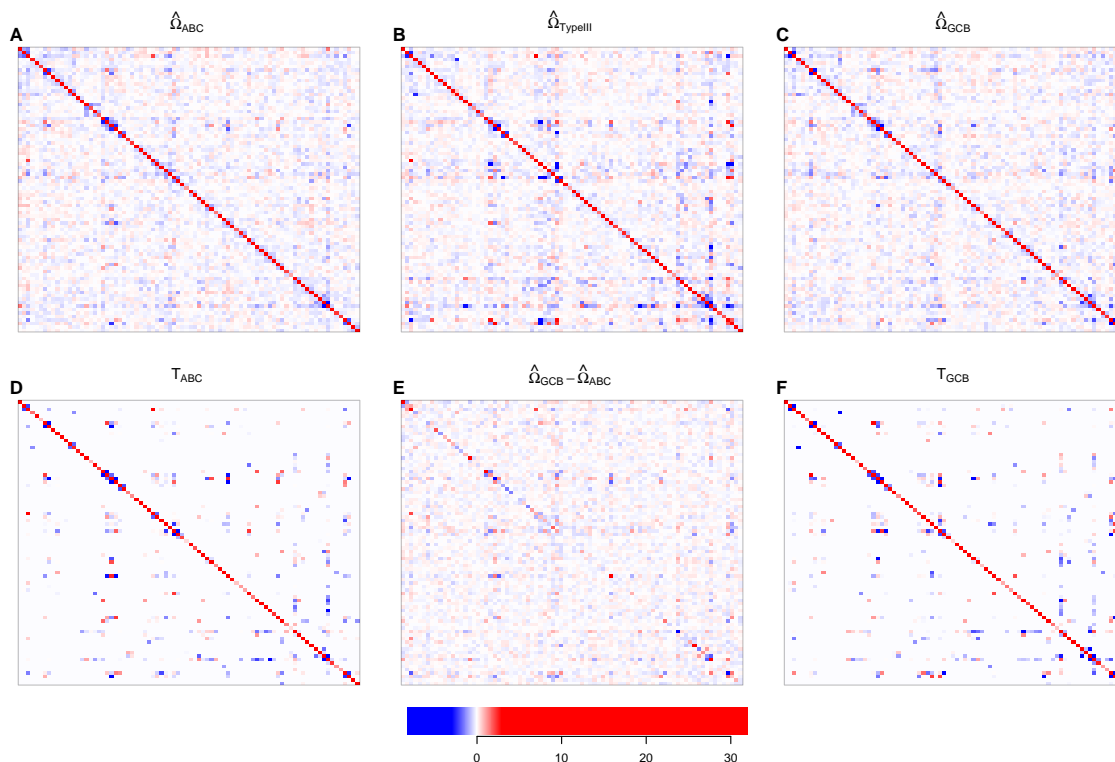 A Ω̂ABC
B Ω̂TypeIII
C Ω̂GCB
D TABC
E Ω̂GCB − Ω̂ABC
F TGCB
0 10 20 30